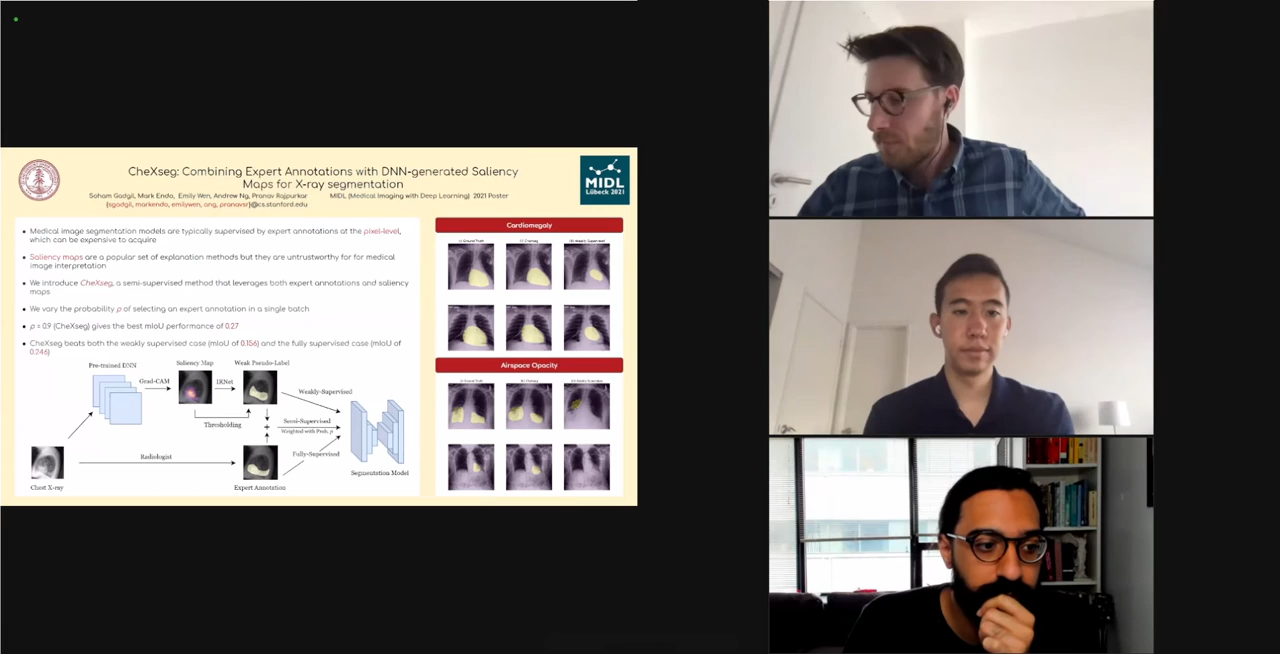 CheXseg: Combining Expert Annotations with DNN-generated Saliency
Maps for X-ray segmentation
Soham Gadgil, Mark Endo, Emily Wen, Andrew Ng, Pranav Rajpurkar MIDL (Medical Imaging with Deep Learning) 2021 Poster
{sgadgil, markendo, emilywen, ang, pranavsr}@cs.stanford.edu
MIDL
Lübeck 2021
• Medical image segmentation models are typically supervised by expert annotations at the pixel-level,
which can be expensive to acquire
• Saliency maps are a popular set of explanation methods but they are untrustworthy for for medical
image interpretation
• We introduce CheXseg, a semi-supervised method that leverages both expert annotations and saliency
maps
• We vary the probability p of selecting an expert annotation in a single batch
• p = 0.9 (CheXseg) gives the best mIoU performance of 0.27
• CheXseg beats both the weakly supervised case (mIoU of 0.156) and the fully supervised case (mIoU of
0.246)
Pre-trained DNN
Saliency Map
Weak Pseudo-Label
Grad-CAM
IRNet
Weakly-Supervised
Thresholding
+
Semi-Supervised
Weighted with Prob. p
Fully-Supervised
Radiologist
Segmentation Model
Chest X-ray
Expert Annotation
Cardiomegaly
Airspace Opacity